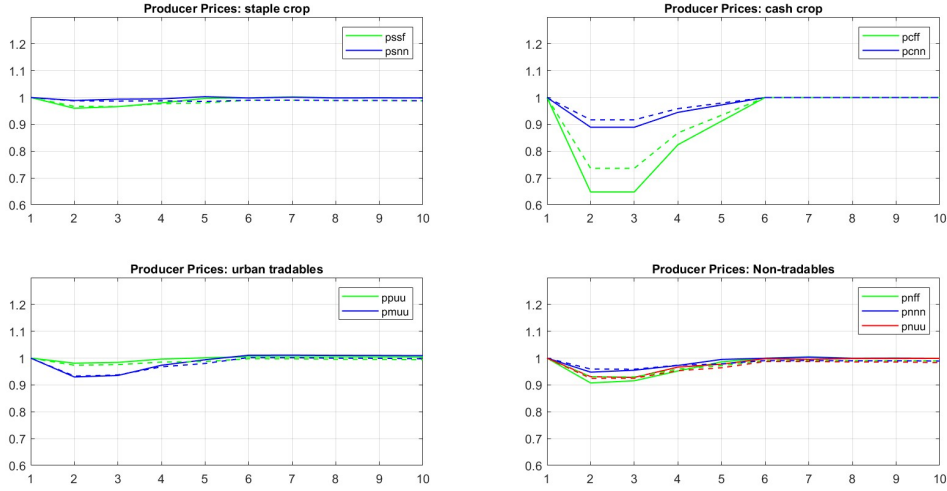 Producer Prices: staple crop
1.2
1.1
1
0.9
0.8
0.7
0.6
1 2 3 4 5 6 7 8 9 10
pssf
psnn
Producer Prices: cash crop
1.2
1.1
1
0.9
0.8
0.7
0.6
1 2 3 4 5 6 7 8 9 10
pcff
pcnn
Producer Prices: urban tradables
1.2
1.1
1
0.9
0.8
0.7
0.6
1 2 3 4 5 6 7 8 9 10
ppuu
pmuu
Producer Prices: Non-tradables
1.2
1.1
1
0.9
0.8
0.7
0.6
1 2 3 4 5 6 7 8 9 10
pnff
pnnn
pnuu